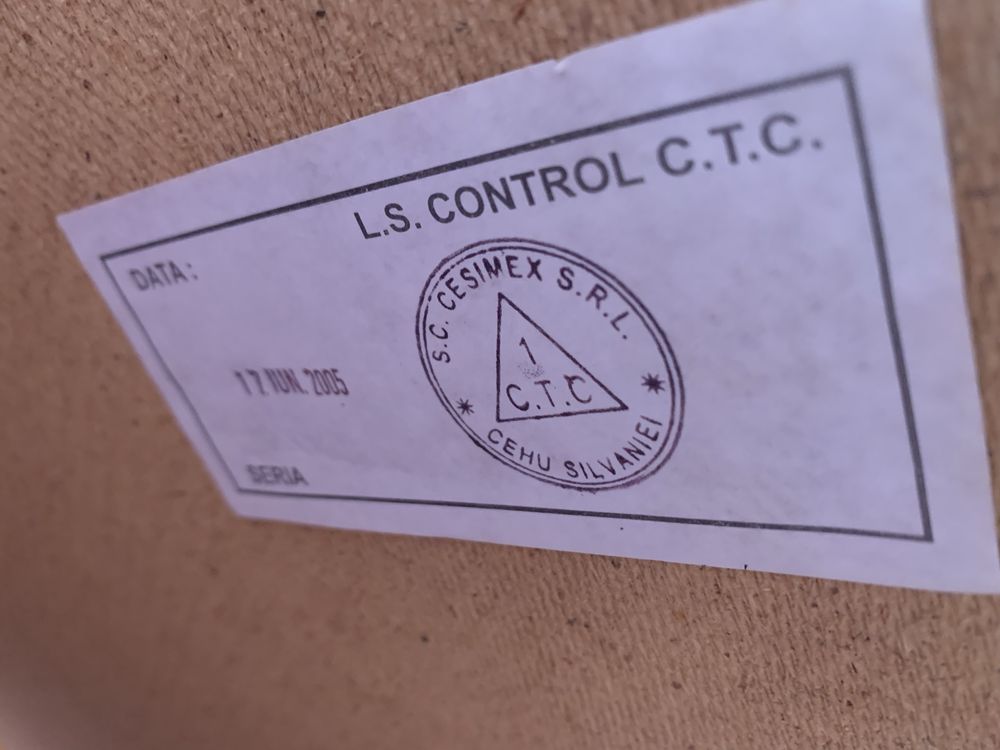 L.S. CONTROL C.T.C.
DATA:
S.C. CESIMEX S.R.L.
1
C.T.C
* CEHU SILVANIEI *
17 IUN. 2005
SERIA